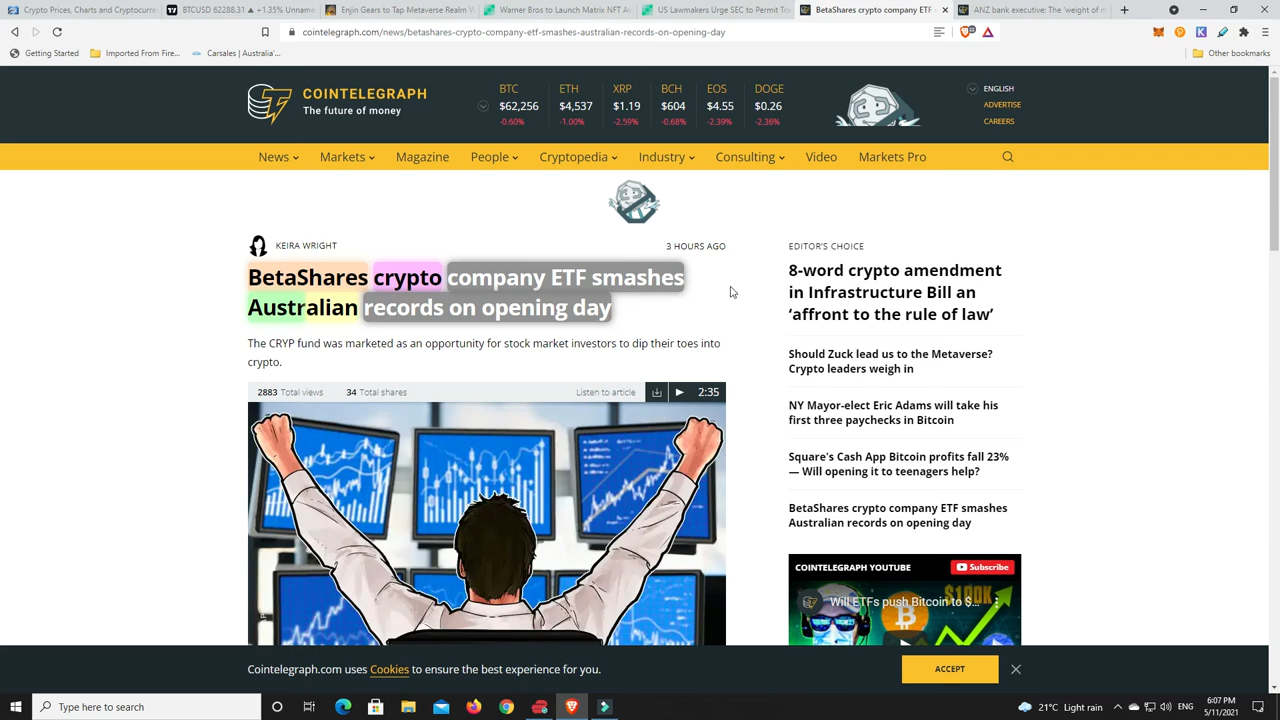 Crypto Prices, Charts and Cryptocurr
BTCUSD 62288.31 ▲ +1.35% Unname
Enjin Gears to Tap Metaverse Realm W
Warner Bros to Launch Matrix NFT Av
US Lawmakers Urge SEC to Permit Tra
BetaShares crypto company ETF s
ANZ bank executive: The 'weight of m
cointelegraph.com/news/betashares-crypto-company-etf-smashes-australian-records-on-opening-day
Getting Started
Imported From Fire...
Carsales | Australia'...
Other bookmarks
COINTELEGRAPH
The future of money
BTC ETH XRP BCH EOS DOGE
$62,256 $4,537 $1.19 $604 $4.55 $0.26
-0.60% -1.00% -2.59% -0.68% -2.39% -2.36%
ENGLISH
ADVERTISE
CAREERS
News Markets Magazine People Cryptopedia Industry Consulting Video Markets Pro
KEIRA WRIGHT
3 HOURS AGO
BetaShares crypto company ETF smashes
Australian records on opening day
The CRYP fund was marketed as an opportunity for stock market investors to dip their toes into
crypto.
2883 Total views 34 Total shares Listen to article 2:35
EDITOR'S CHOICE
8-word crypto amendment
in Infrastructure Bill an
‘affront to the rule of law’
Should Zuck lead us to the Metaverse?
Crypto leaders weigh in
NY Mayor-elect Eric Adams will take his
first three paychecks in Bitcoin
Square's Cash App Bitcoin profits fall 23%
— Will opening it to teenagers help?
BetaShares crypto company ETF smashes
Australian records on opening day
COINTELEGRAPH YOUTUBE
Subscribe
Will ETFs push Bitcoin to $...
$100K
Cointelegraph.com uses Cookies to ensure the best experience for you.
ACCEPT
Type here to search
21°C Light rain
ENG
6:07 PM
5/11/2021